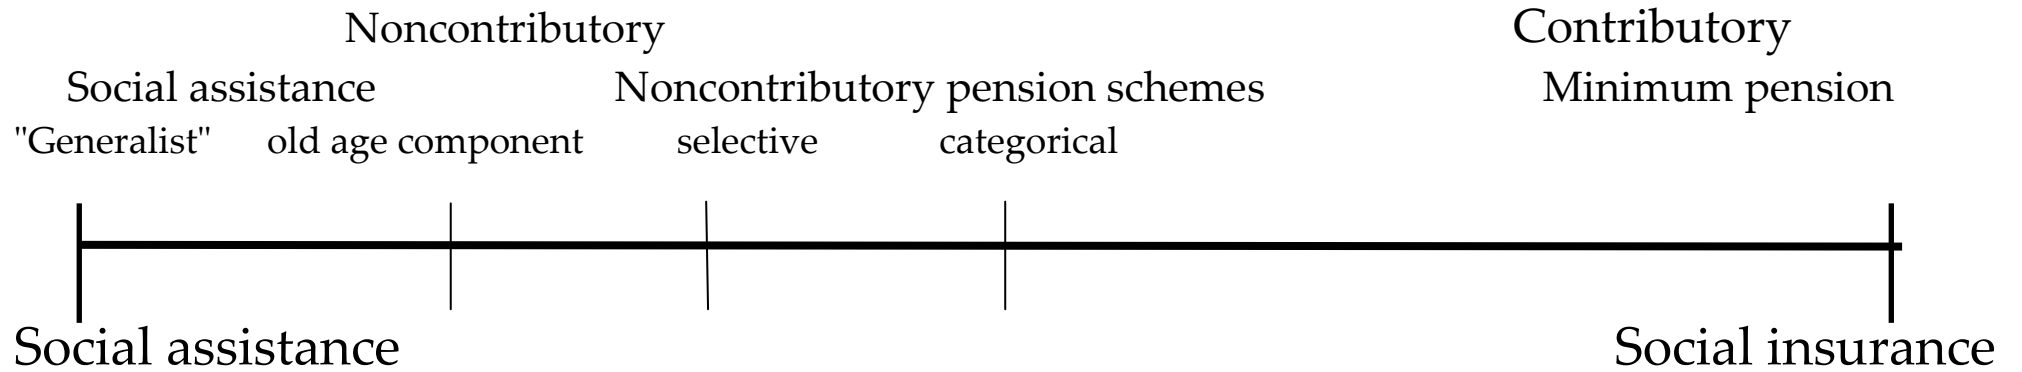 Noncontributory Contributory
Social assistance Noncontributory pension schemes Minimum pension
"Generalist" old age component selective categorical
Social assistance Social insurance